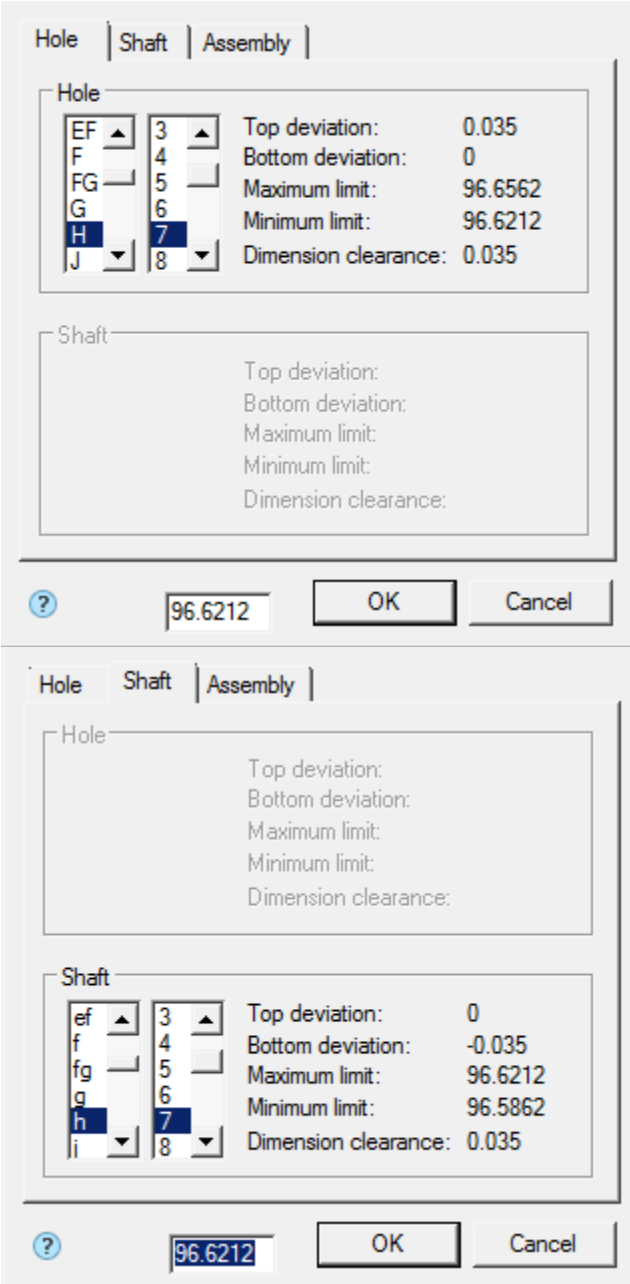 Hole Shaft Assembly
Hole
EF 3 Top deviation: 0.035
F 4 Bottom deviation: 0
FG 5 Maximum limit: 96.6562
G 6 Minimum limit: 96.6212
H 7 Dimension clearance: 0.035
J 8
Shaft
Top deviation:
Bottom deviation:
Maximum limit:
Minimum limit:
Dimension clearance:
? 96.6212 OK Cancel
Hole Shaft Assembly
Hole
Top deviation:
Bottom deviation:
Maximum limit:
Minimum limit:
Dimension clearance:
Shaft
ef 3 Top deviation: 0
f 4 Bottom deviation: -0.035
fg 5 Maximum limit: 96.6212
g 6 Minimum limit: 96.5862
h 7 Dimension clearance: 0.035
8
? 96.6212 OK Cancel